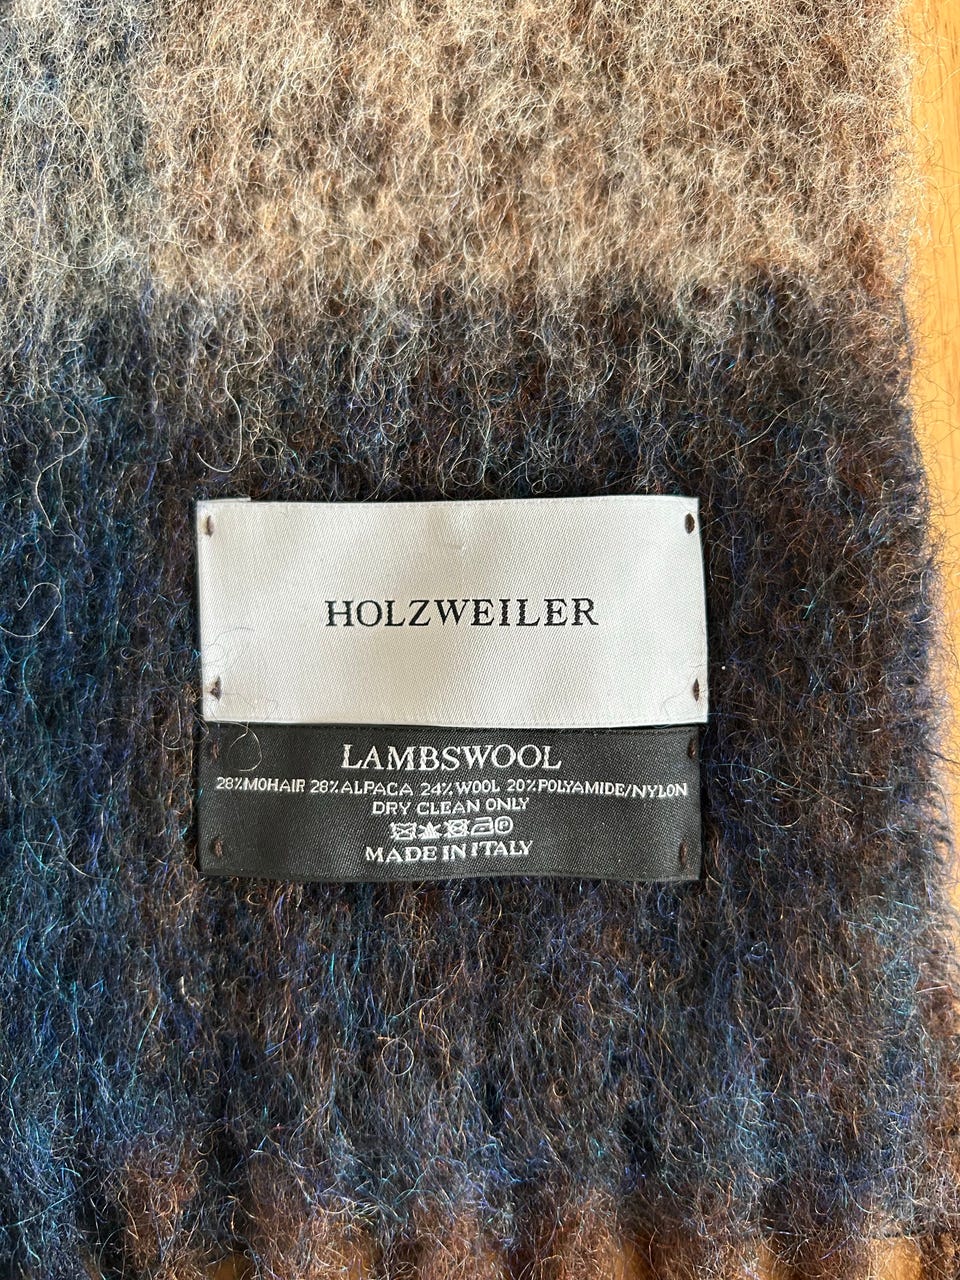 HOLZWEILER
LAMBSWOOL
28%MOHAIR 28%ALPACA 24%WOOL 20%POLYAMIDE/NYLON
DRY CLEAN ONLY
MADE IN ITALY